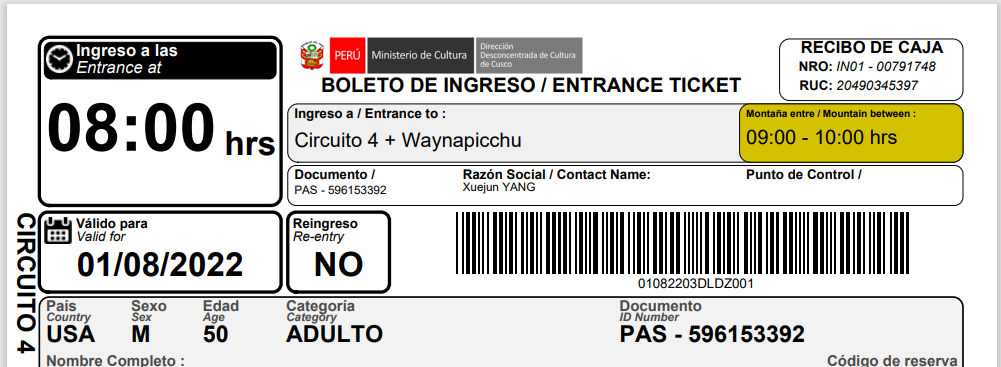 Ingreso a las
Entrance at
08:00 hrs
PERÚ
Ministerio de Cultura
Dirección
Desconcentrada de Cultura
de Cusco
BOLETO DE INGRESO / ENTRANCE TICKET
RECIBO DE CAJA
NRO: IN01 - 00791748
RUC: 20490345397
Ingreso a / Entrance to :
Circuito 4 + Waynapicchu
Montaña entre / Mountain between :
09:00 - 10:00 hrs
Documento /
PAS - 596153392
Razón Social / Contact Name:
Xuejun YANG
Punto de Control /
CIRCUITO 4
Válido para
Valid for
01/08/2022
Reingreso
Re-entry
NO
01082203DLDZ001
País
Country
USA
Sexo
Sex
M
Edad
Age
50
Categoría
Category
ADULTO
Documento
ID Number
PAS - 596153392
Nombre Completo :
Código de reserva